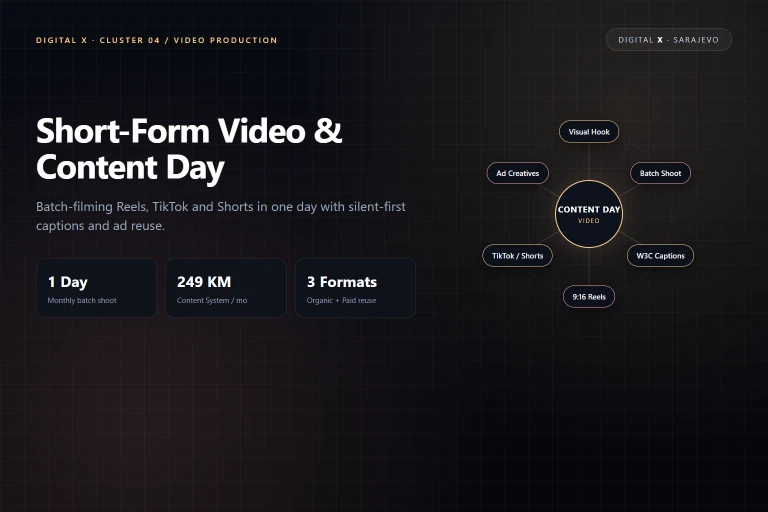 DIGITAL X · CLUSTER 04 / VIDEO PRODUCTION
DIGITAL X · SARAJEVO
Short-Form Video &
Content Day
Batch-filming Reels, TikTok and Shorts in one day with silent-first
captions and ad reuse.
1 Day
Monthly batch shoot
249 KM
Content System / mo
3 Formats
Organic + Paid reuse
Visual Hook
Ad Creatives
Batch Shoot
CONTENT DAY
VIDEO
TikTok / Shorts
W3C Captions
9:16 Reels